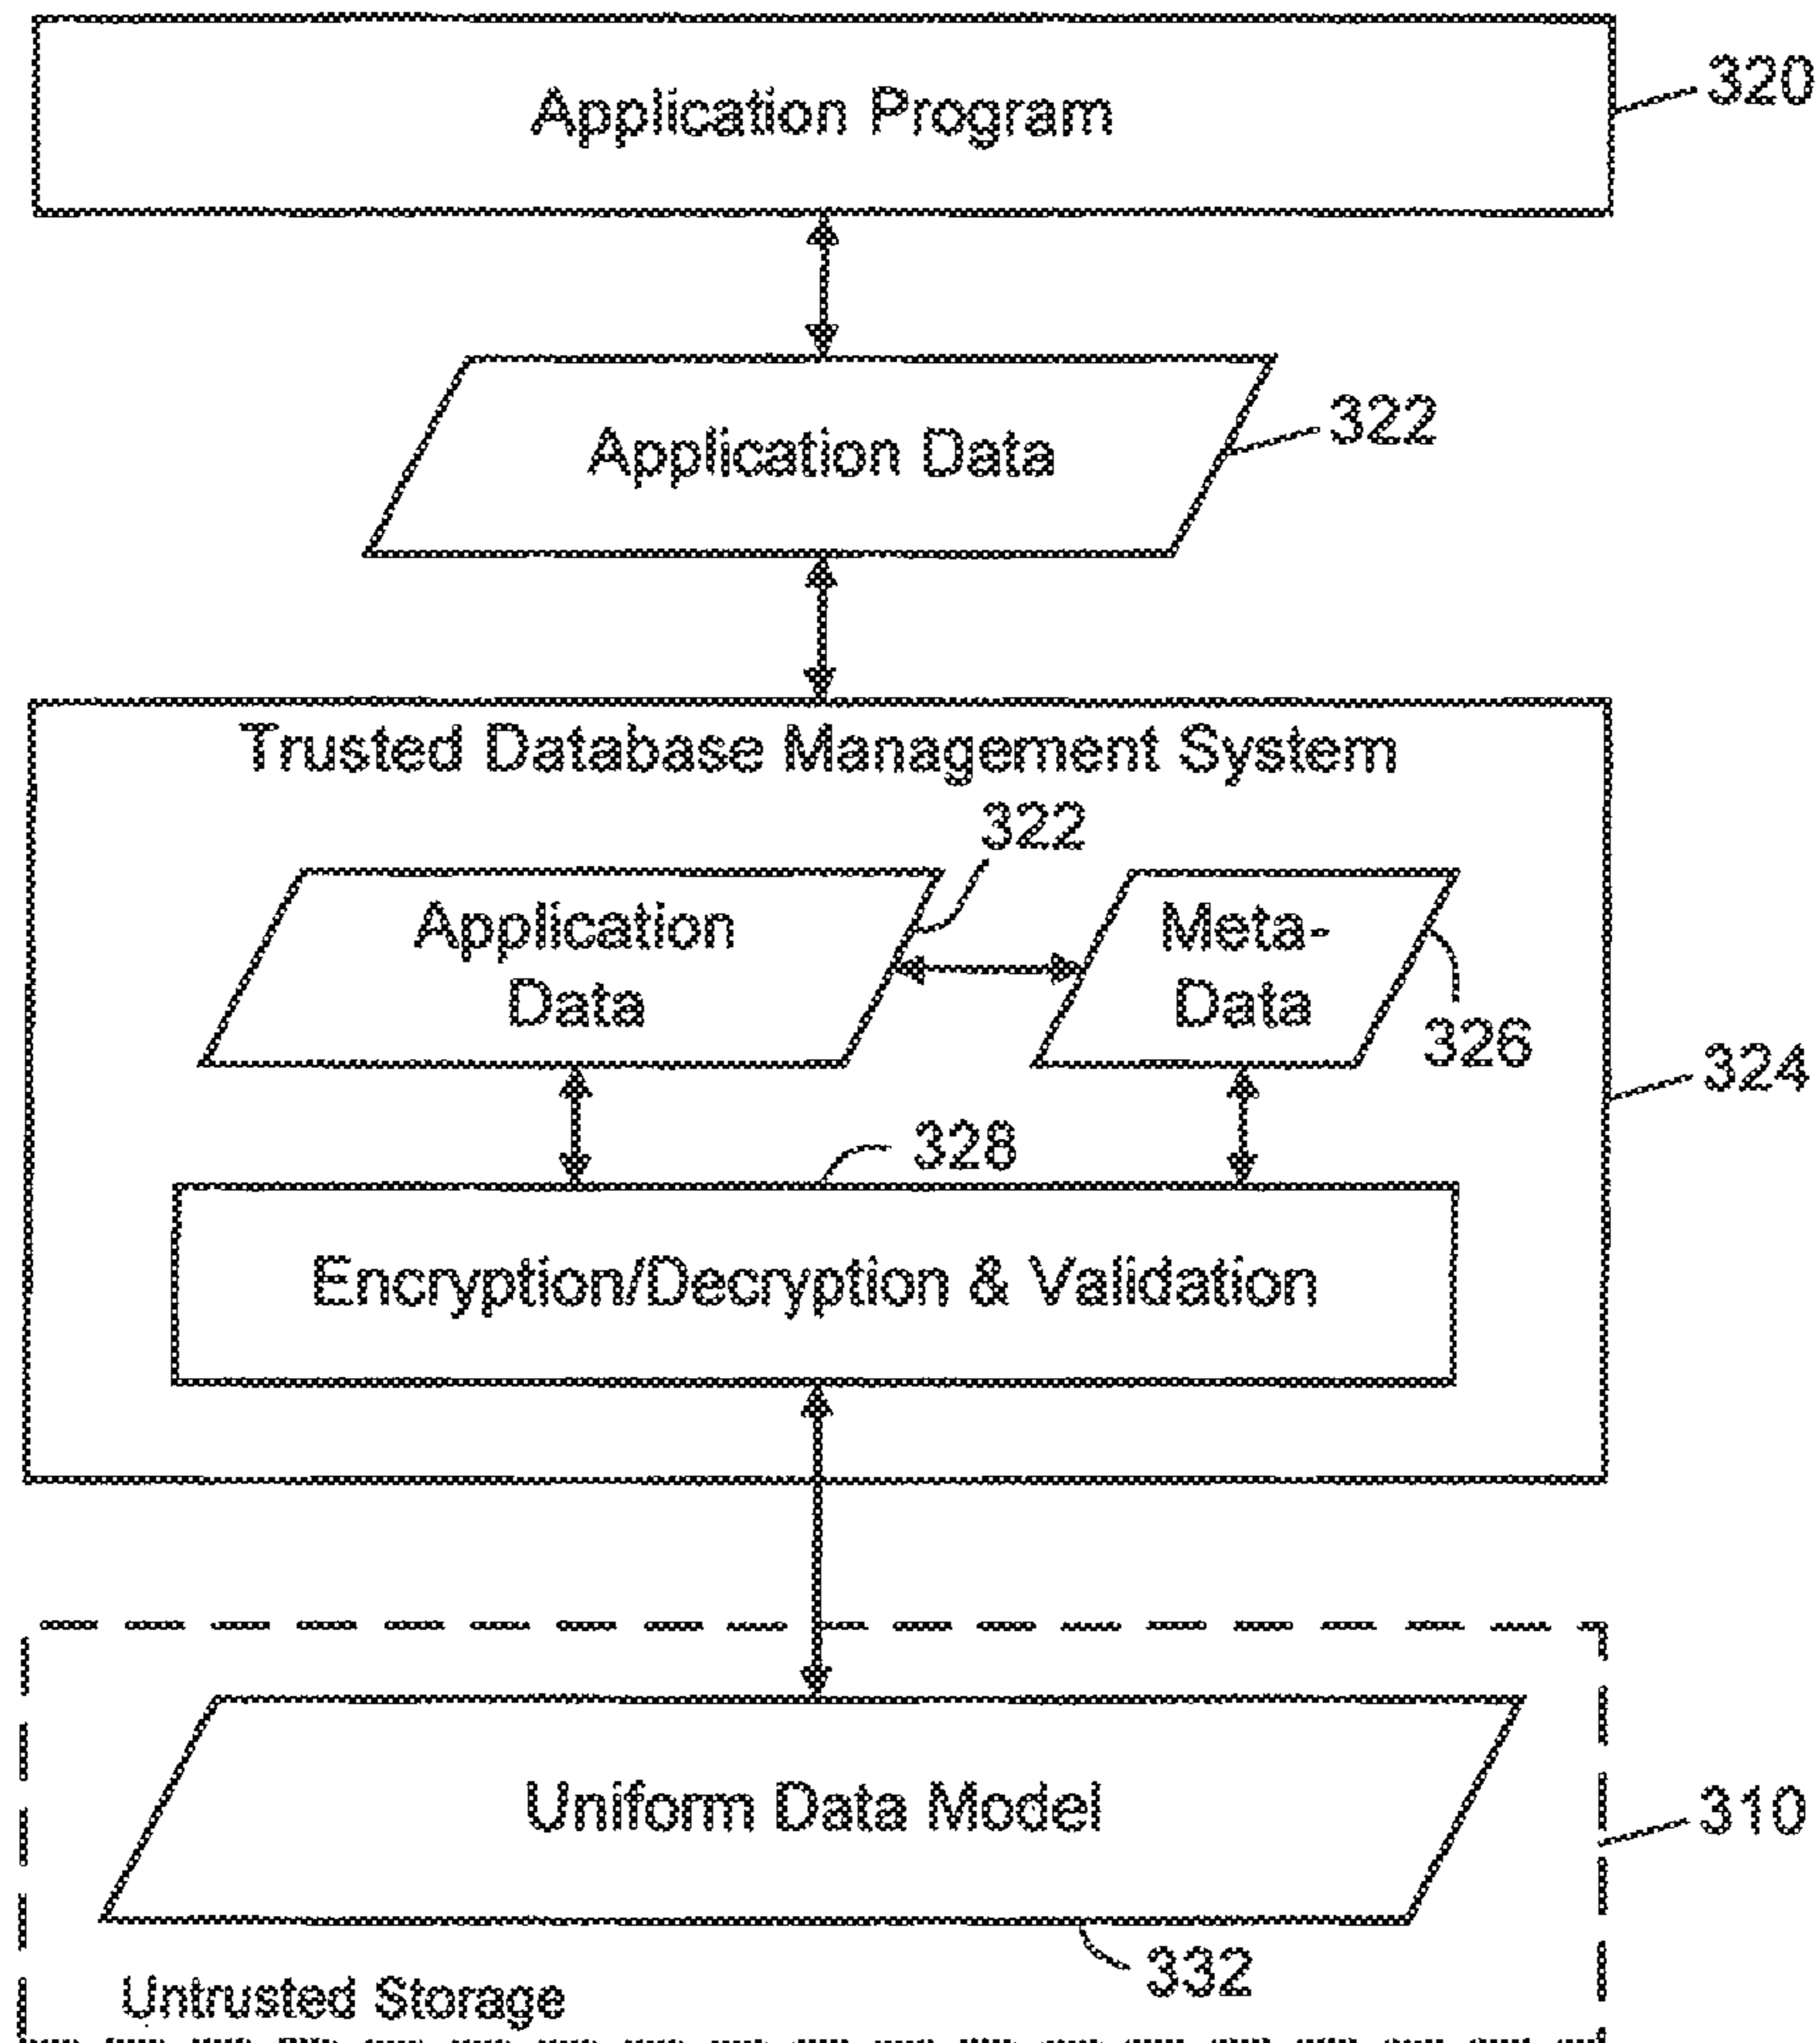 Application Program
320
Application Data
322
Trusted Database Management System
322
Application
Data
Meta-
Data
326
324
328
Encryption/Decryption & Validation
Uniform Data Model
310
332
Untrusted Storage